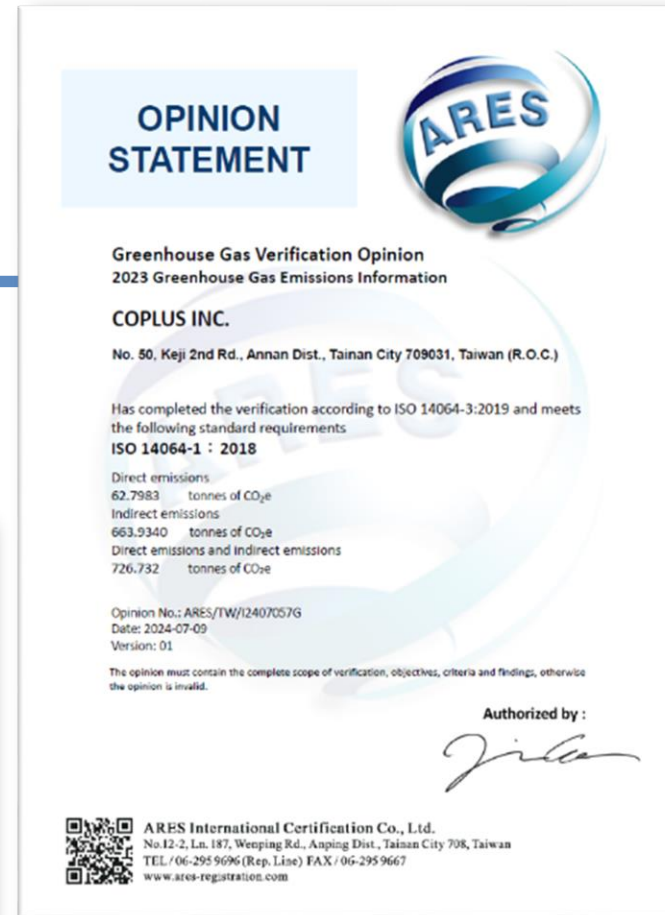 OPINION
STATEMENT
ARES
Greenhouse Gas Verification Opinion
2023 Greenhouse Gas Emissions Information
COPLUS INC.
No. 50, Keji 2nd Rd., Annan Dist., Tainan City 709031, Taiwan (R.O.C.)
Has completed the verification according to ISO 14064-3:2019 and meets
the following standard requirements
ISO 14064-1：2018
Direct emissions
62.7983 tonnes of CO₂e
Indirect emissions
663.9340 tonnes of CO₂e
Direct emissions and indirect emissions
726.732 tonnes of CO₂e
Opinion No.: ARES/TW/I2407057G
Date: 2024-07-09
Version: 01
The opinion must contain the complete scope of verification, objectives, criteria and findings, otherwise
the opinion is invalid.
Authorized by :
ARES International Certification Co., Ltd.
No.12-2, Ln. 187, Wenping Rd., Anping Dist., Tainan City 708, Taiwan
TEL / 06-295 9696 (Rep. Line) FAX / 06-295 9667
www.ares-registration.com